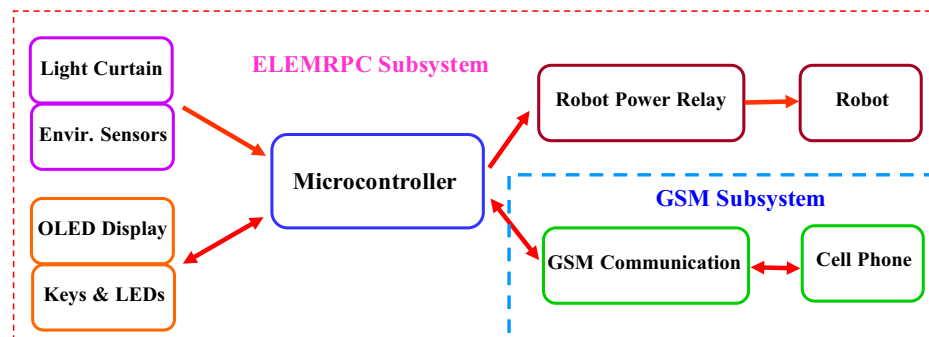 Light Curtain
Envir. Sensors
ELEMRPC Subsystem
Robot Power Relay
Robot
Microcontroller
GSM Subsystem
OLED Display
Keys & LEDs
GSM Communication
Cell Phone